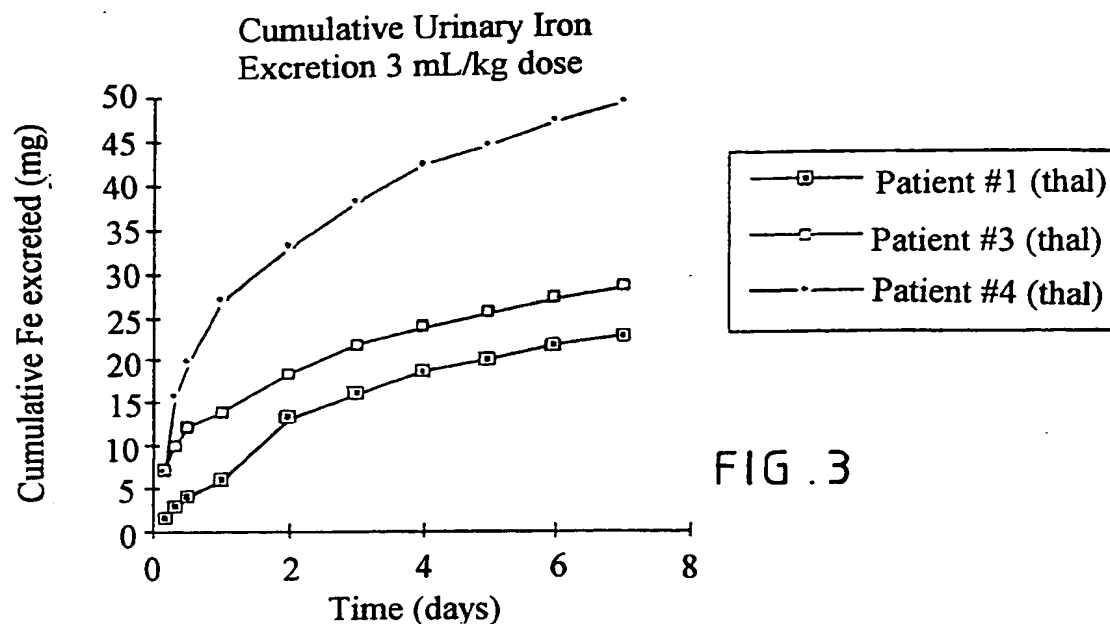 Cumulative Urinary Iron
Excretion 3 mL/kg dose
Cumulative Fe excreted (mg)
50
45
40
35
30
25
20
15
10
5
0
0 2 4 6 8
Time (days)
Patient #1 (thal)
Patient #3 (thal)
Patient #4 (thal)
FIG.3